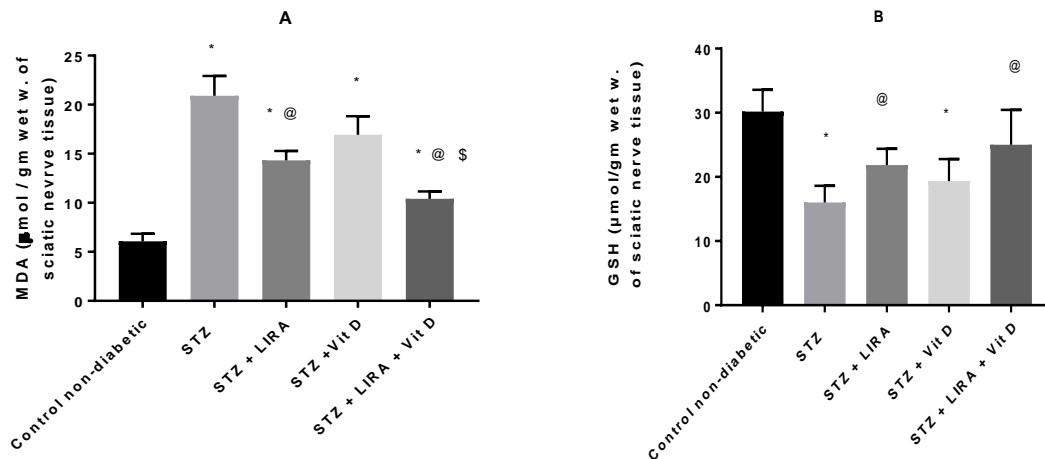 A
MDA (μmol / gm wet w. of
sciatic nevrve tissue)
25
20
15
10
5
0
*
* @
*
* @ $
Control non-diabetic
STZ
STZ + LIRA
STZ +Vit D
STZ + LIRA + Vit D
B
GSH (μmol/gm wet w.
of sciatic nerve tissue)
40
30
20
10
0
*
@
*
@
Control non-diabetic
STZ
STZ + LIRA
STZ + Vit D
STZ + LIRA + Vit D